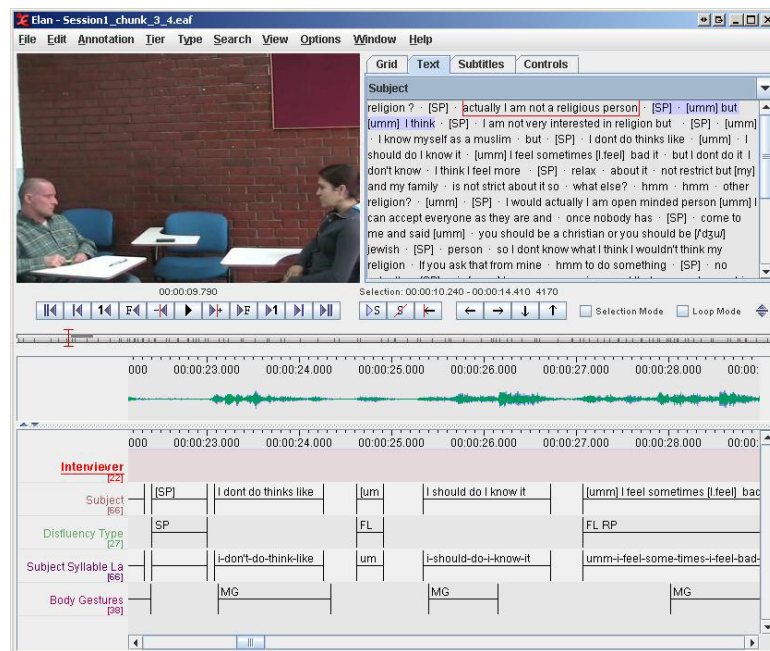 Elan - Session1_chunk_3_4.eaf
File Edit Annotation Tier Type Search View Options Window Help
Grid Text Subtitles Controls
Subject
religion ? · [SP] · actually I am not a religious person · [SP] · [umm] but
[umm] I think · [SP] · I am not very interested in religion but · [SP] · [umm]
· I know myself as a muslim · but · [SP] · I dont do thinks like · [umm] · I
should do I know it · [umm] I feel sometimes [I.feel] bad it · but I dont do it I
don't know · I think I feel more · [SP] · relax · about it · not restrict but [my]
and my family · is not strict about it so · what else? · hmm · hmm · other
religion? · [umm] · [SP] · I would actually I am open minded person [umm] I
can accept everyone as they are and · once nobody has · [SP] · come to
me and said [umm] · you should be a christian or you should be [/dʒu/]
jewish · [SP] · person · so I dont know what I think I wouldn't think my
religion · If you ask that from mine · hmm to do something · [SP] · no
00:00:09.790
Selection: 00:00:10.240 - 00:00:14.410 4170
Selection Mode Loop Mode
000 00:00:23.000 00:00:24.000 00:00:25.000 00:00:26.000 00:00:27.000 00:00:28.000 00:00:
000 00:00:23.000 00:00:24.000 00:00:25.000 00:00:26.000 00:00:27.000 00:00:28.000 00:00:
Interviewer
[22]
Subject [SP] I dont do thinks like [um I should do I know it [umm] I feel sometimes [I.feel] bad
[66]
Disfluency Type SP FL FL RP
[27]
Subject Syllable La i-don't-do-think-like um i-should-do-i-know-it umm-i-feel-some-times-i-feel-bad-
[66]
Body Gestures MG MG MG
[38]